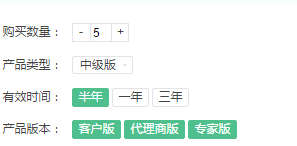 购买数量： - 5 +
产品类型： 中级版
有效时间： 半年 一年 三年
产品版本： 客户版 代理商版 专家版